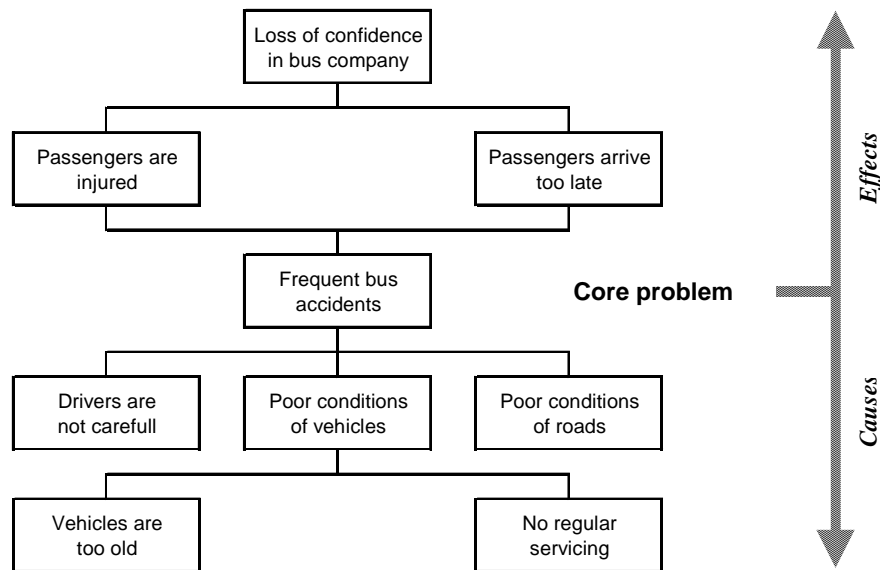 Loss of confidence
in bus company
Passengers are
injured
Passengers arrive
too late
Effects
Frequent bus
accidents
Core problem
Drivers are
not carefull
Poor conditions
of vehicles
Poor conditions
of roads
Causes
Vehicles are
too old
No regular
servicing